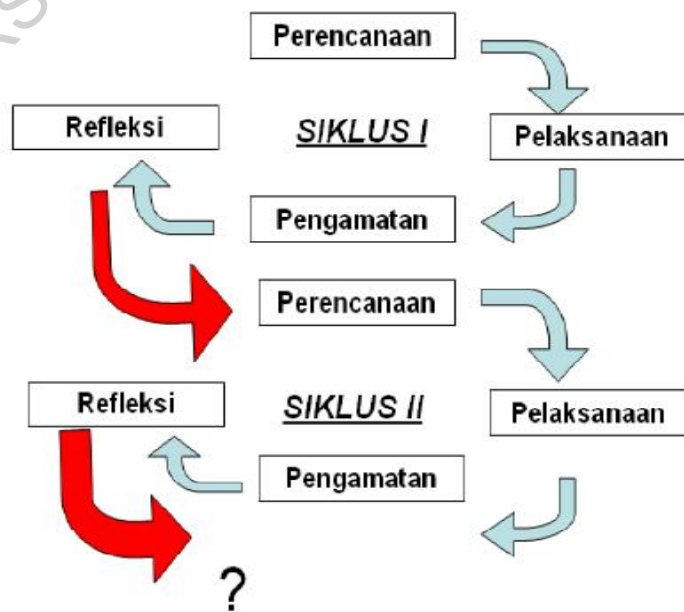 Perencanaan
Refleksi
SIKLUS I
Pelaksanaan
Pengamatan
Perencanaan
Refleksi
SIKLUS II
Pelaksanaan
Pengamatan
?